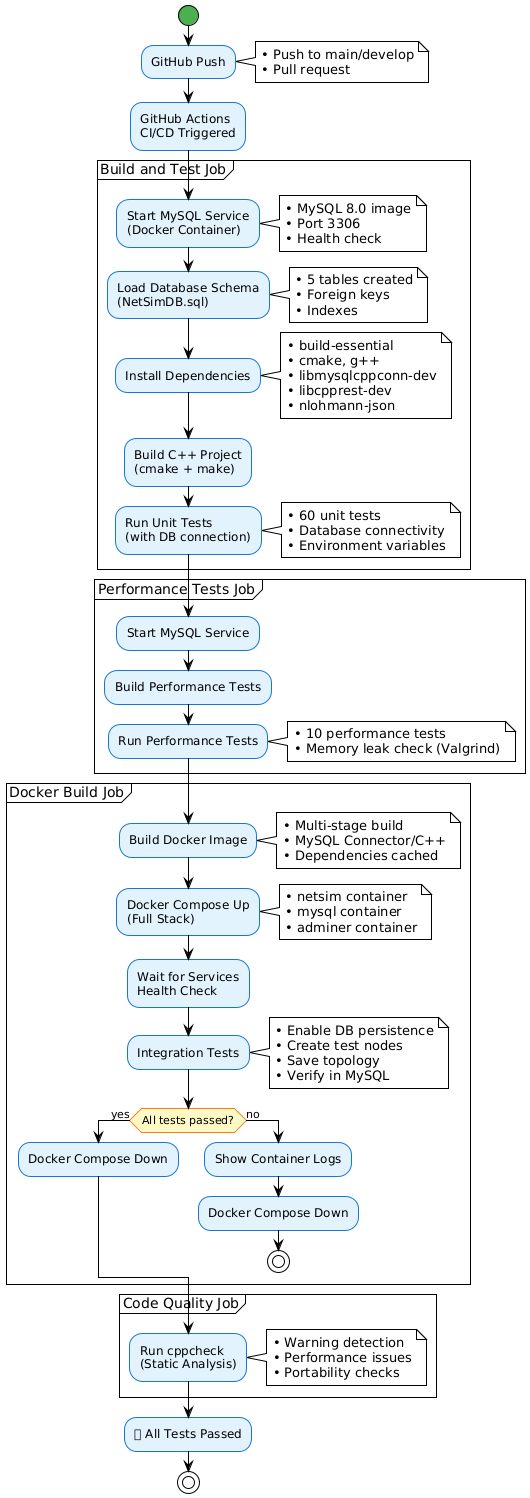 GitHub Push
• Push to main/develop
• Pull request
GitHub Actions
CI/CD Triggered
Build and Test Job
Start MySQL Service
(Docker Container)
• MySQL 8.0 image
• Port 3306
• Health check
Load Database Schema
(NetSimDB.sql)
• 5 tables created
• Foreign keys
• Indexes
Install Dependencies
• build-essential
• cmake, g++
• libmysqlcppconn-dev
• libcpprest-dev
• nlohmann-json
Build C++ Project
(cmake + make)
Run Unit Tests
(with DB connection)
• 60 unit tests
• Database connectivity
• Environment variables
Performance Tests Job
Start MySQL Service
Build Performance Tests
Run Performance Tests
• 10 performance tests
• Memory leak check (Valgrind)
Docker Build Job
Build Docker Image
• Multi-stage build
• MySQL Connector/C++
• Dependencies cached
Docker Compose Up
(Full Stack)
• netsim container
• mysql container
• adminer container
Wait for Services
Health Check
Integration Tests
• Enable DB persistence
• Create test nodes
• Save topology
• Verify in MySQL
yes
All tests passed?
no
Docker Compose Down
Show Container Logs
Docker Compose Down
Code Quality Job
Run cppcheck
(Static Analysis)
• Warning detection
• Performance issues
• Portability checks
All Tests Passed